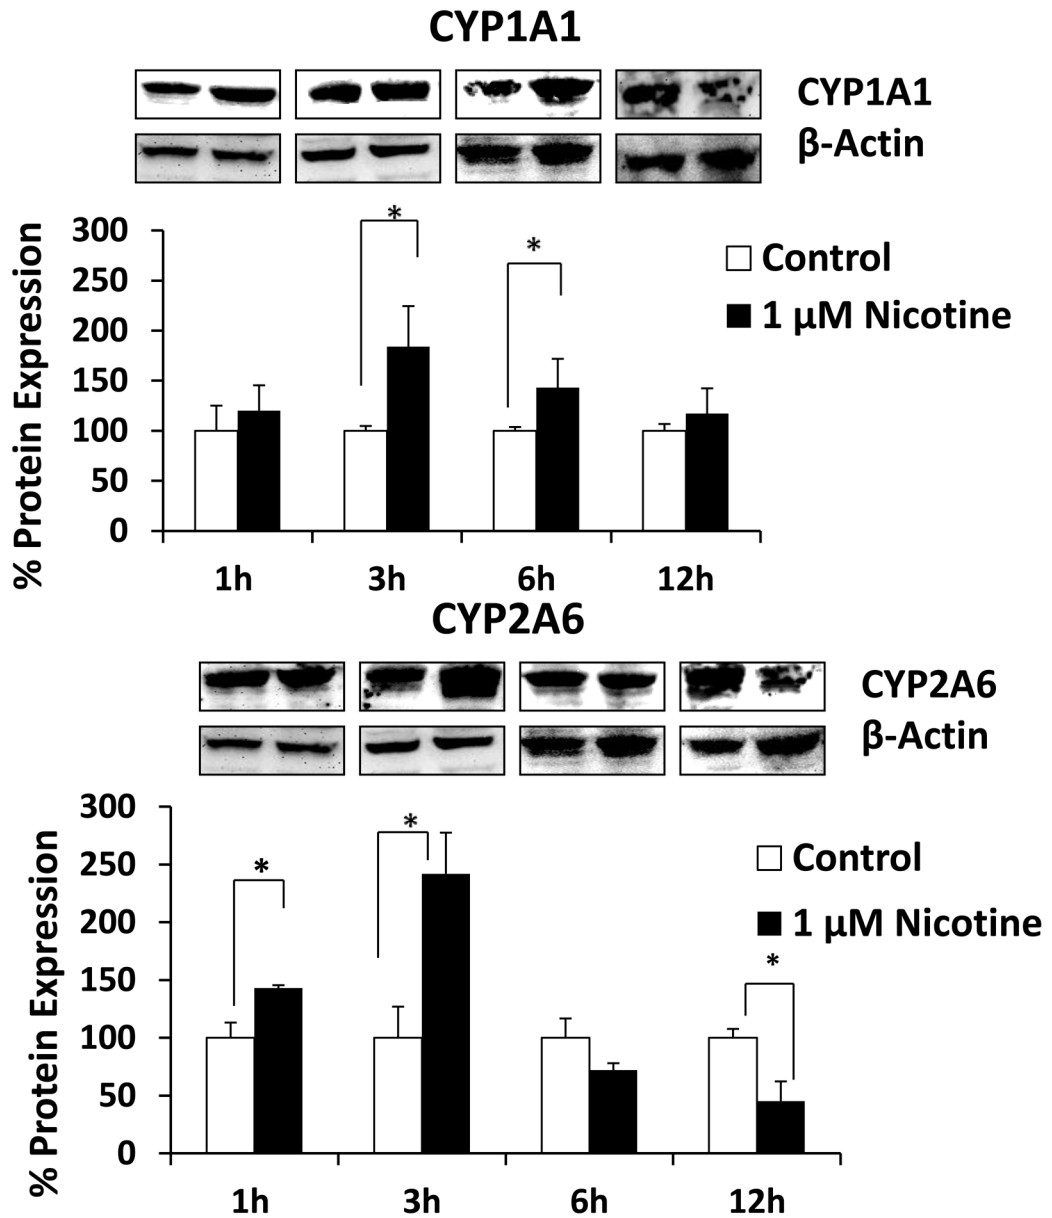 CYP1A1
CYP1A1
β-Actin
% Protein Expression
300
250
200
150
100
50
0
*
*
Control
1 μM Nicotine
1h 3h 6h 12h
CYP2A6
CYP2A6
β-Actin
% Protein Expression
300
250
200
150
100
50
0
*
*
*
Control
1 μM Nicotine
1h 3h 6h 12h